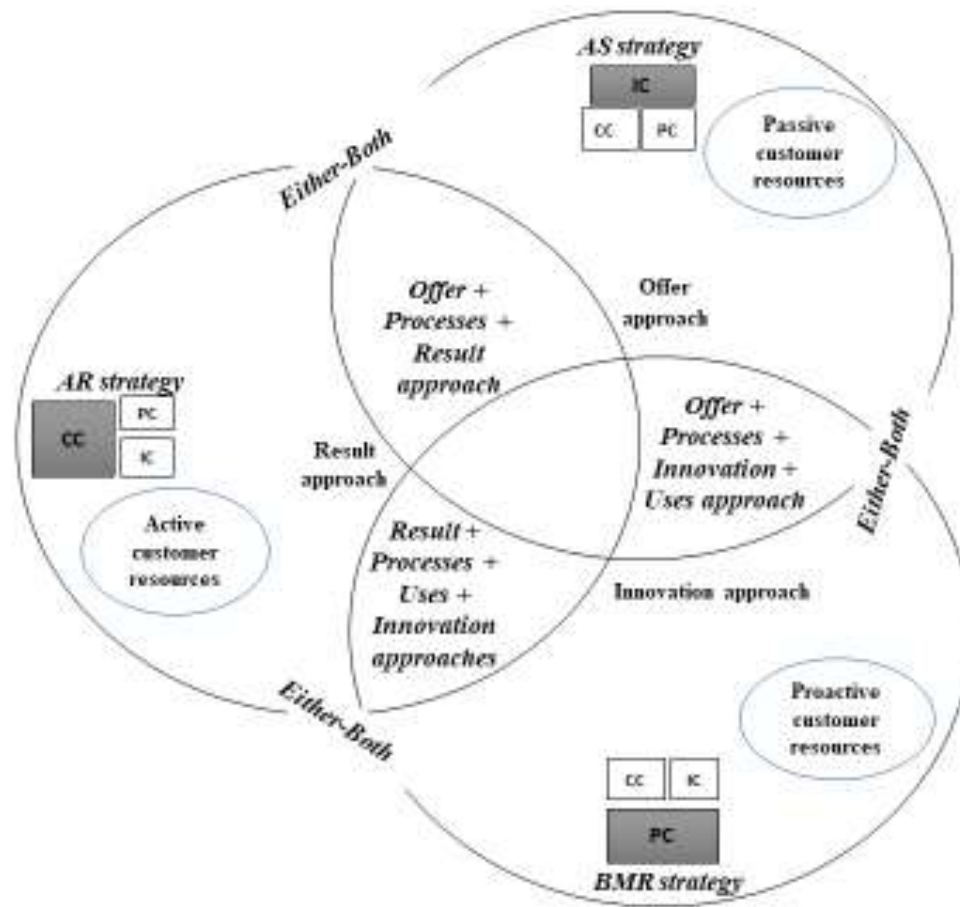 AS strategy
IC
CC
PC
Passive
customer
resources
Either-Both
Offer +
Processes +
Result
approach
Offer
approach
AR strategy
CC
PC
IC
Result
approach
Offer +
Processes +
Innovation +
Uses approach
Either-Both
Active
customer
resources
Result +
Processes +
Uses +
Innovation
approaches
Innovation approach
Either-Both
Proactive
customer
resources
CC
IC
PC
BMR strategy